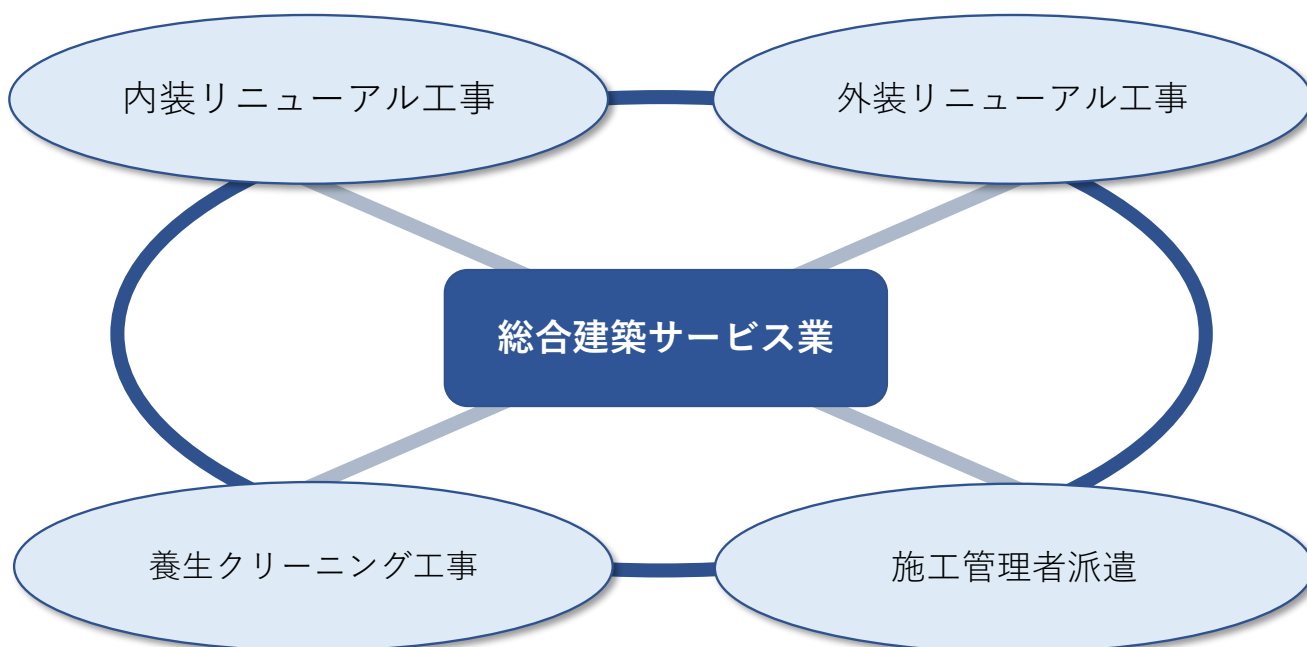 内装リニューアル工事
外装リニューアル工事
総合建築サービス業
養生クリーニング工事
施工管理者派遣